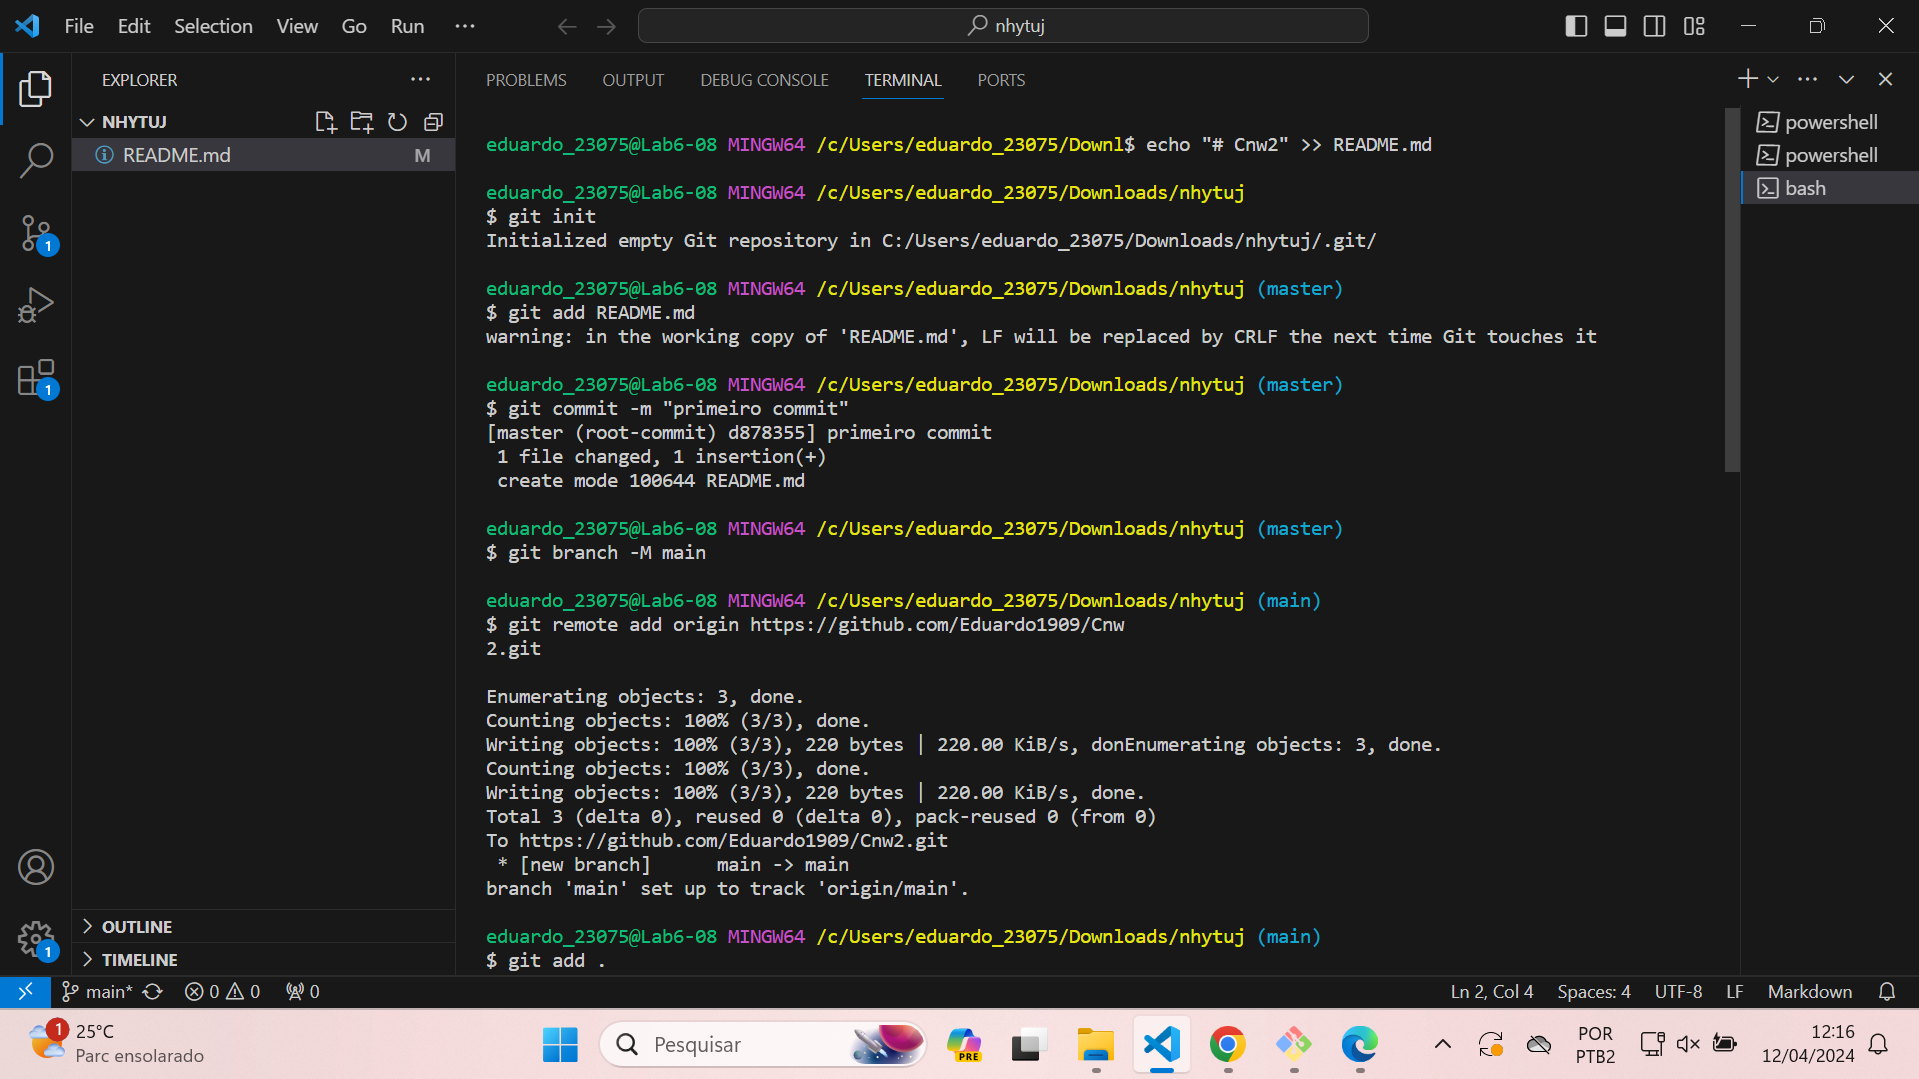 File Edit Selection View Go Run ...
nhytuj
EXPLORER
NHYTUJ
README.md M
1
1
1
OUTLINE
TIMELINE
PROBLEMS OUTPUT DEBUG CONSOLE TERMINAL PORTS
powershell
powershell
bash
eduardo_23075@Lab6-08 MINGW64 /c/Users/eduardo_23075/Downl$ echo "# Cnw2" >> README.md
eduardo_23075@Lab6-08 MINGW64 /c/Users/eduardo_23075/Downloads/nhytuj
$ git init
Initialized empty Git repository in C:/Users/eduardo_23075/Downloads/nhytuj/.git/
eduardo_23075@Lab6-08 MINGW64 /c/Users/eduardo_23075/Downloads/nhytuj (master)
$ git add README.md
warning: in the working copy of 'README.md', LF will be replaced by CRLF the next time Git touches it
eduardo_23075@Lab6-08 MINGW64 /c/Users/eduardo_23075/Downloads/nhytuj (master)
$ git commit -m "primeiro commit"
[master (root-commit) d878355] primeiro commit
1 file changed, 1 insertion(+)
create mode 100644 README.md
eduardo_23075@Lab6-08 MINGW64 /c/Users/eduardo_23075/Downloads/nhytuj (master)
$ git branch -M main
eduardo_23075@Lab6-08 MINGW64 /c/Users/eduardo_23075/Downloads/nhytuj (main)
$ git remote add origin https://github.com/Eduardo1909/Cnw
2.git
Enumerating objects: 3, done.
Counting objects: 100% (3/3), done.
Writing objects: 100% (3/3), 220 bytes | 220.00 KiB/s, donEnumerating objects: 3, done.
Counting objects: 100% (3/3), done.
Writing objects: 100% (3/3), 220 bytes | 220.00 KiB/s, done.
Total 3 (delta 0), reused 0 (delta 0), pack-reused 0 (from 0)
To https://github.com/Eduardo1909/Cnw2.git
* [new branch] main -> main
branch 'main' set up to track 'origin/main'.
eduardo_23075@Lab6-08 MINGW64 /c/Users/eduardo_23075/Downloads/nhytuj (main)
$ git add .
main* 0 0 0 Ln 2, Col 4 Spaces: 4 UTF-8 LF Markdown
1
25°C
Parc ensolarado
Pesquisar
PRE
POR
PTB2
12:16
12/04/2024